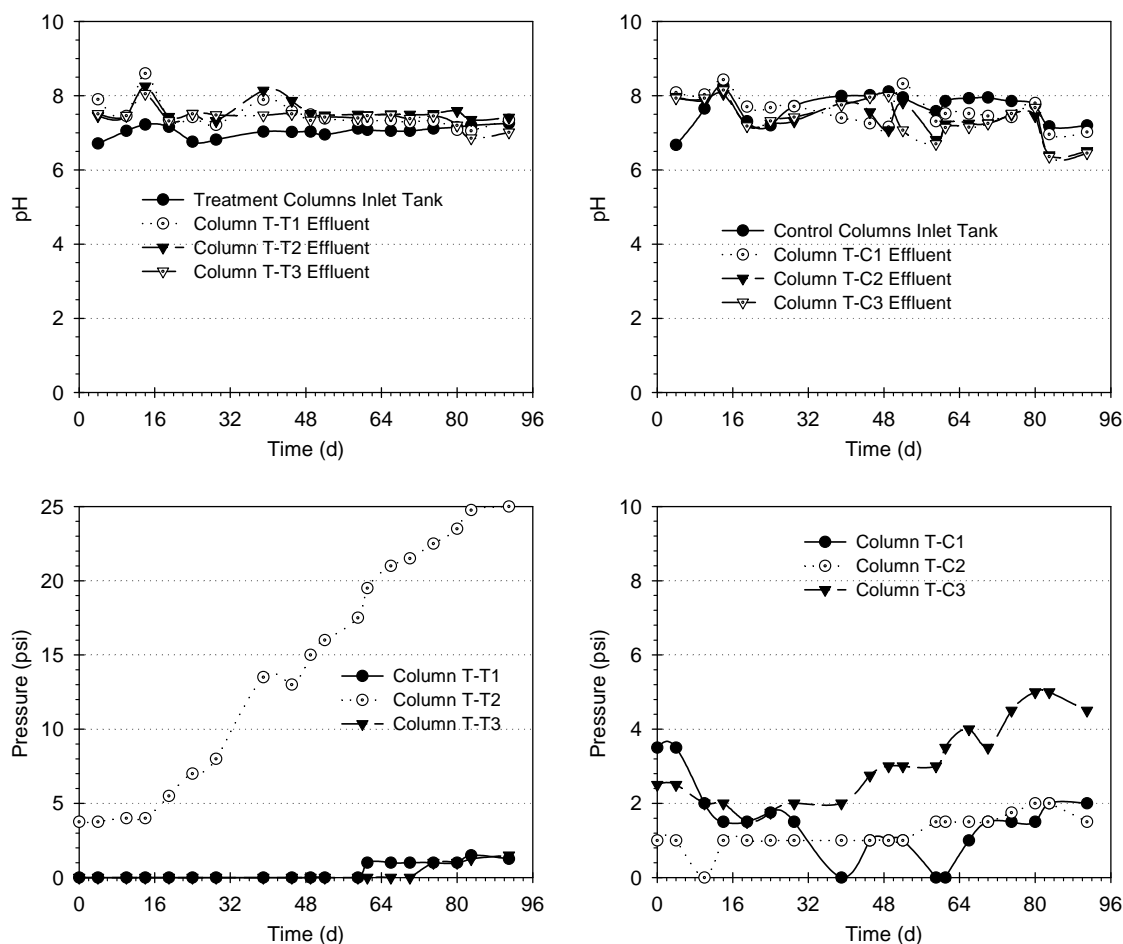 10
8
6
4
2
0
pH
Treatment Columns Inlet Tank
Column T-T1 Effluent
Column T-T2 Effluent
Column T-T3 Effluent
0 16 32 48 64 80 96
Time (d)
10
8
6
4
2
0
pH
Control Columns Inlet Tank
Column T-C1 Effluent
Column T-C2 Effluent
Column T-C3 Effluent
0 16 32 48 64 80 96
Time (d)
25
20
15
10
5
0
Pressure (psi)
Column T-T1
Column T-T2
Column T-T3
0 16 32 48 64 80 96
Time (d)
10
8
6
4
2
0
Pressure (psi)
Column T-C1
Column T-C2
Column T-C3
0 16 32 48 64 80 96
Time (d)